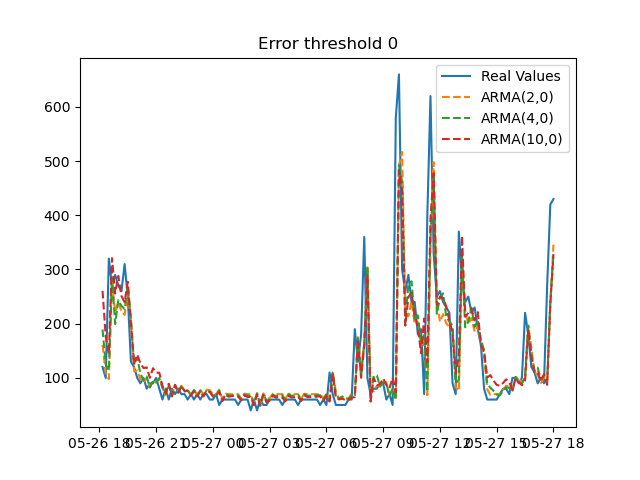 Error threshold 0
Real Values
ARMA(2,0)
ARMA(4,0)
ARMA(10,0)
600
500
400
300
200
100
05-26 18 05-26 21 05-27 00 05-27 03 05-27 06 05-27 09 05-27 12 05-27 15 05-27 18